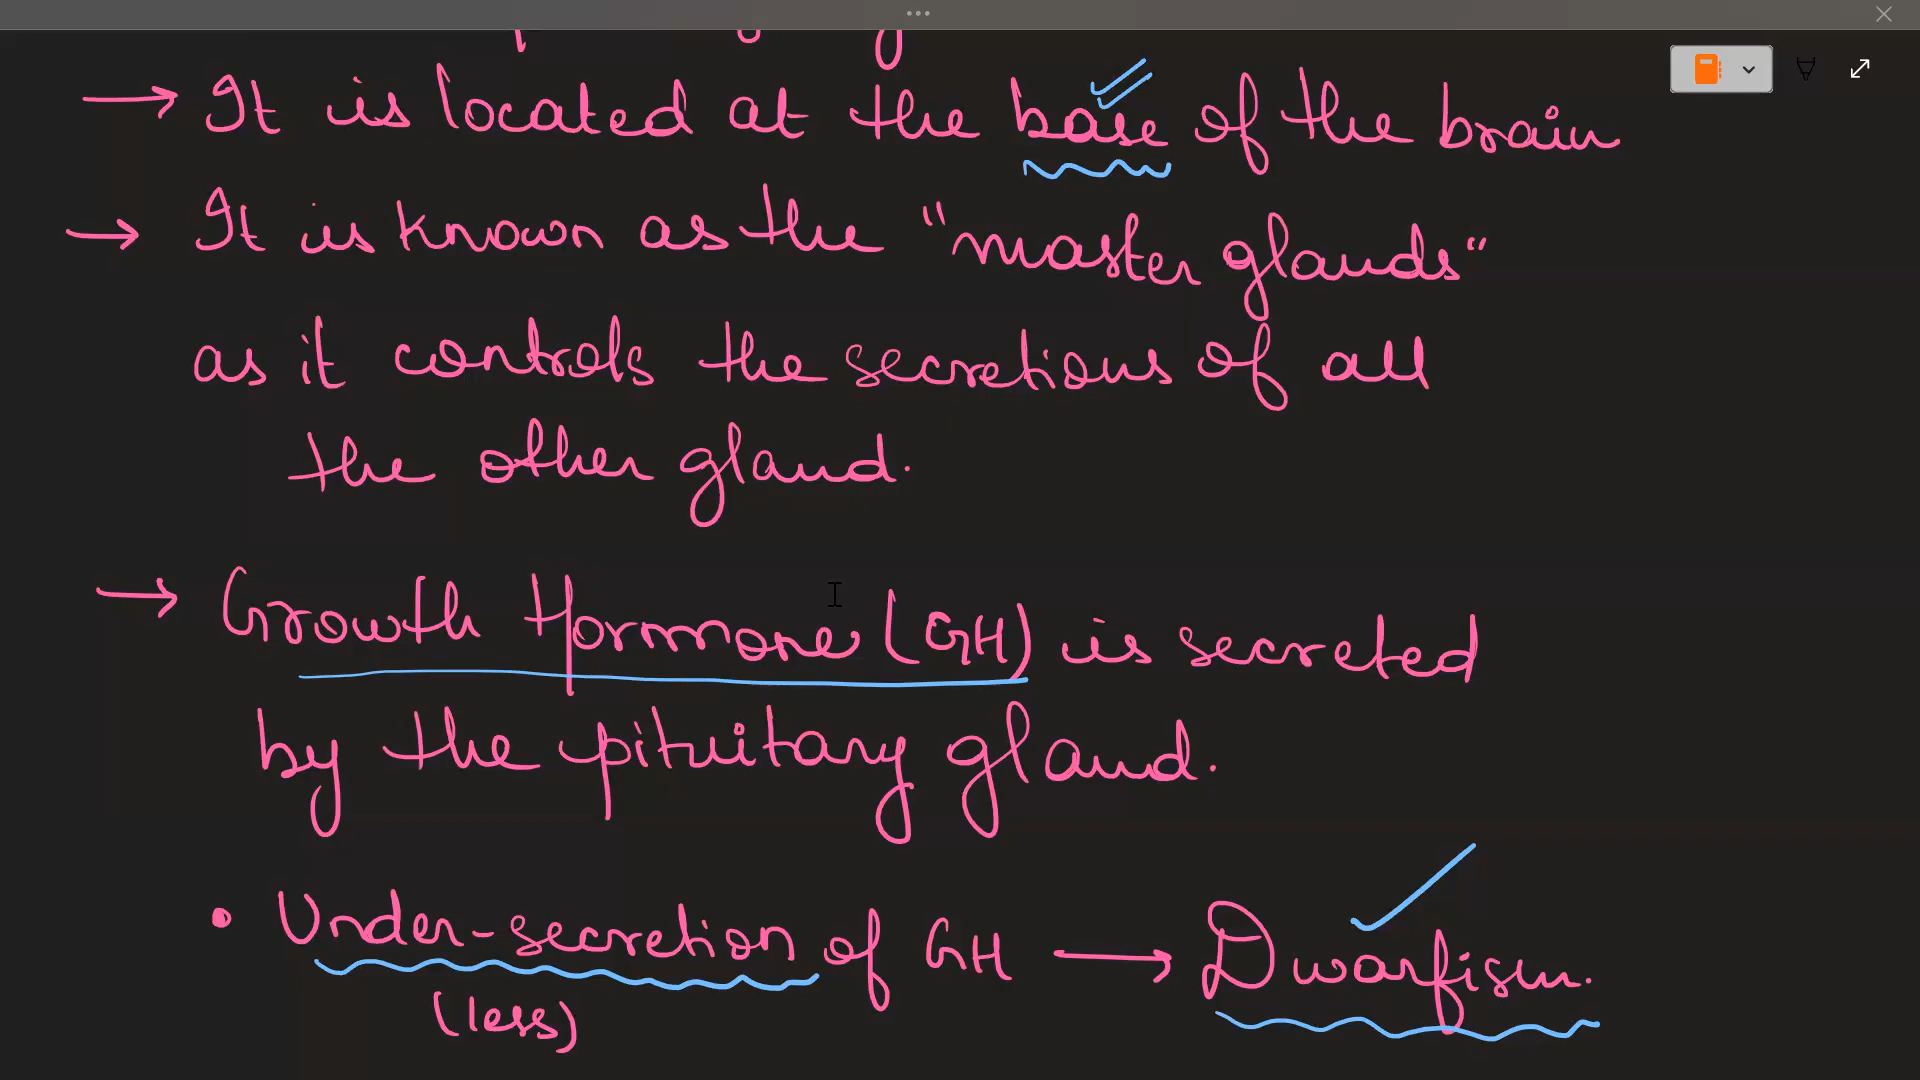 → It is located at the base of the brain
→ It is known as the "master glands"
as it controls the secretions of all
the other gland.
→ Growth Hormone (GH) is secreted
by the pituitary gland.
• Under-secretion of GH → Dwarfism.
(less)